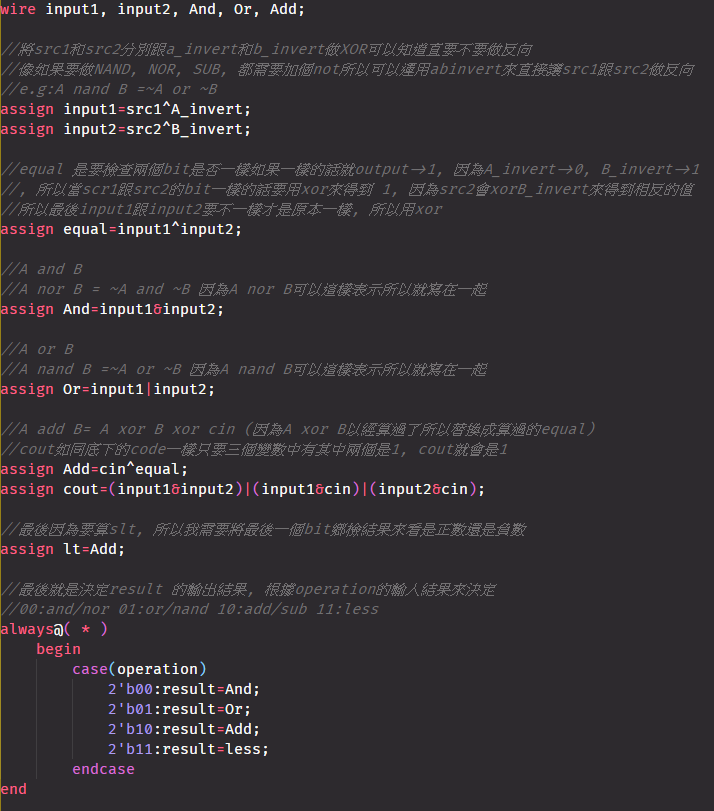 wire input1, input2, And, Or, Add;
//將src1和src2分別跟a_invert和b_invert做XOR可以知道直要不要做反向
//像如果要做NAND, NOR, SUB, 都需要加個not所以可以運用abinvert來直接讓src1跟src2做反向
//e.g:A nand B =~A or ~B
assign input1=src1^A_invert;
assign input2=src2^B_invert;
//equal 是要檢查兩個bit是否一樣如果一樣的話就output->1, 因為A_invert->0, B_invert->1
//, 所以當scr1跟src2的bit一樣的話要用xor來得到 1, 因為src2會xorB_invert來得到相反的值
//所以最後input1跟input2要不一樣才是原本一樣, 所以用xor
assign equal=input1^input2;
//A and B
//A nor B = ~A and ~B 因為A nor B可以這樣表示所以就寫在一起
assign And=input1&input2;
//A or B
//A nand B =~A or ~B 因為A nand B可以這樣表示所以就寫在一起
assign Or=input1|input2;
//A add B= A xor B xor cin (因為A xor B以經算過了所以替換成算過的equal)
//cout如同底下的code一樣只要三個變數中有其中兩個是1, cout就會是1
assign Add=cin^equal;
assign cout=(input1&input2)|(input1&cin)|(input2&cin);
//最後因為要算slt, 所以我需要將最後一個bit娜檢結果來看是正數還是負數
assign lt=Add;
//最後就是決定result 的輸出結果, 根據operation的輸入結果來決定
//00:and/nor 01:or/nand 10:add/sub 11:less
always@( * )
begin
case(operation)
2'b00:result=And;
2'b01:result=Or;
2'b10:result=Add;
2'b11:result=less;
endcase
end